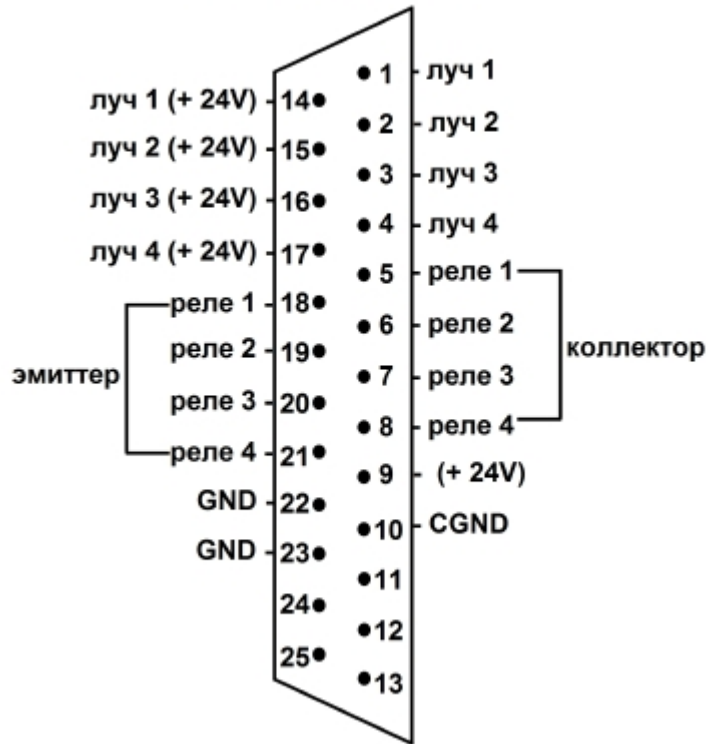 1 луч 1
луч 1 (+ 24V) 14
2 луч 2
луч 2 (+ 24V) 15
3 луч 3
луч 3 (+ 24V) 16
4 луч 4
луч 4 (+ 24V) 17
5 реле 1
реле 1 18
6 реле 2
коллектор
реле 2 19
эмиттер
7 реле 3
реле 3 20
8 реле 4
реле 4 21
9 (+ 24V)
GND 22
10 CGND
GND 23
11
24
12
25
13